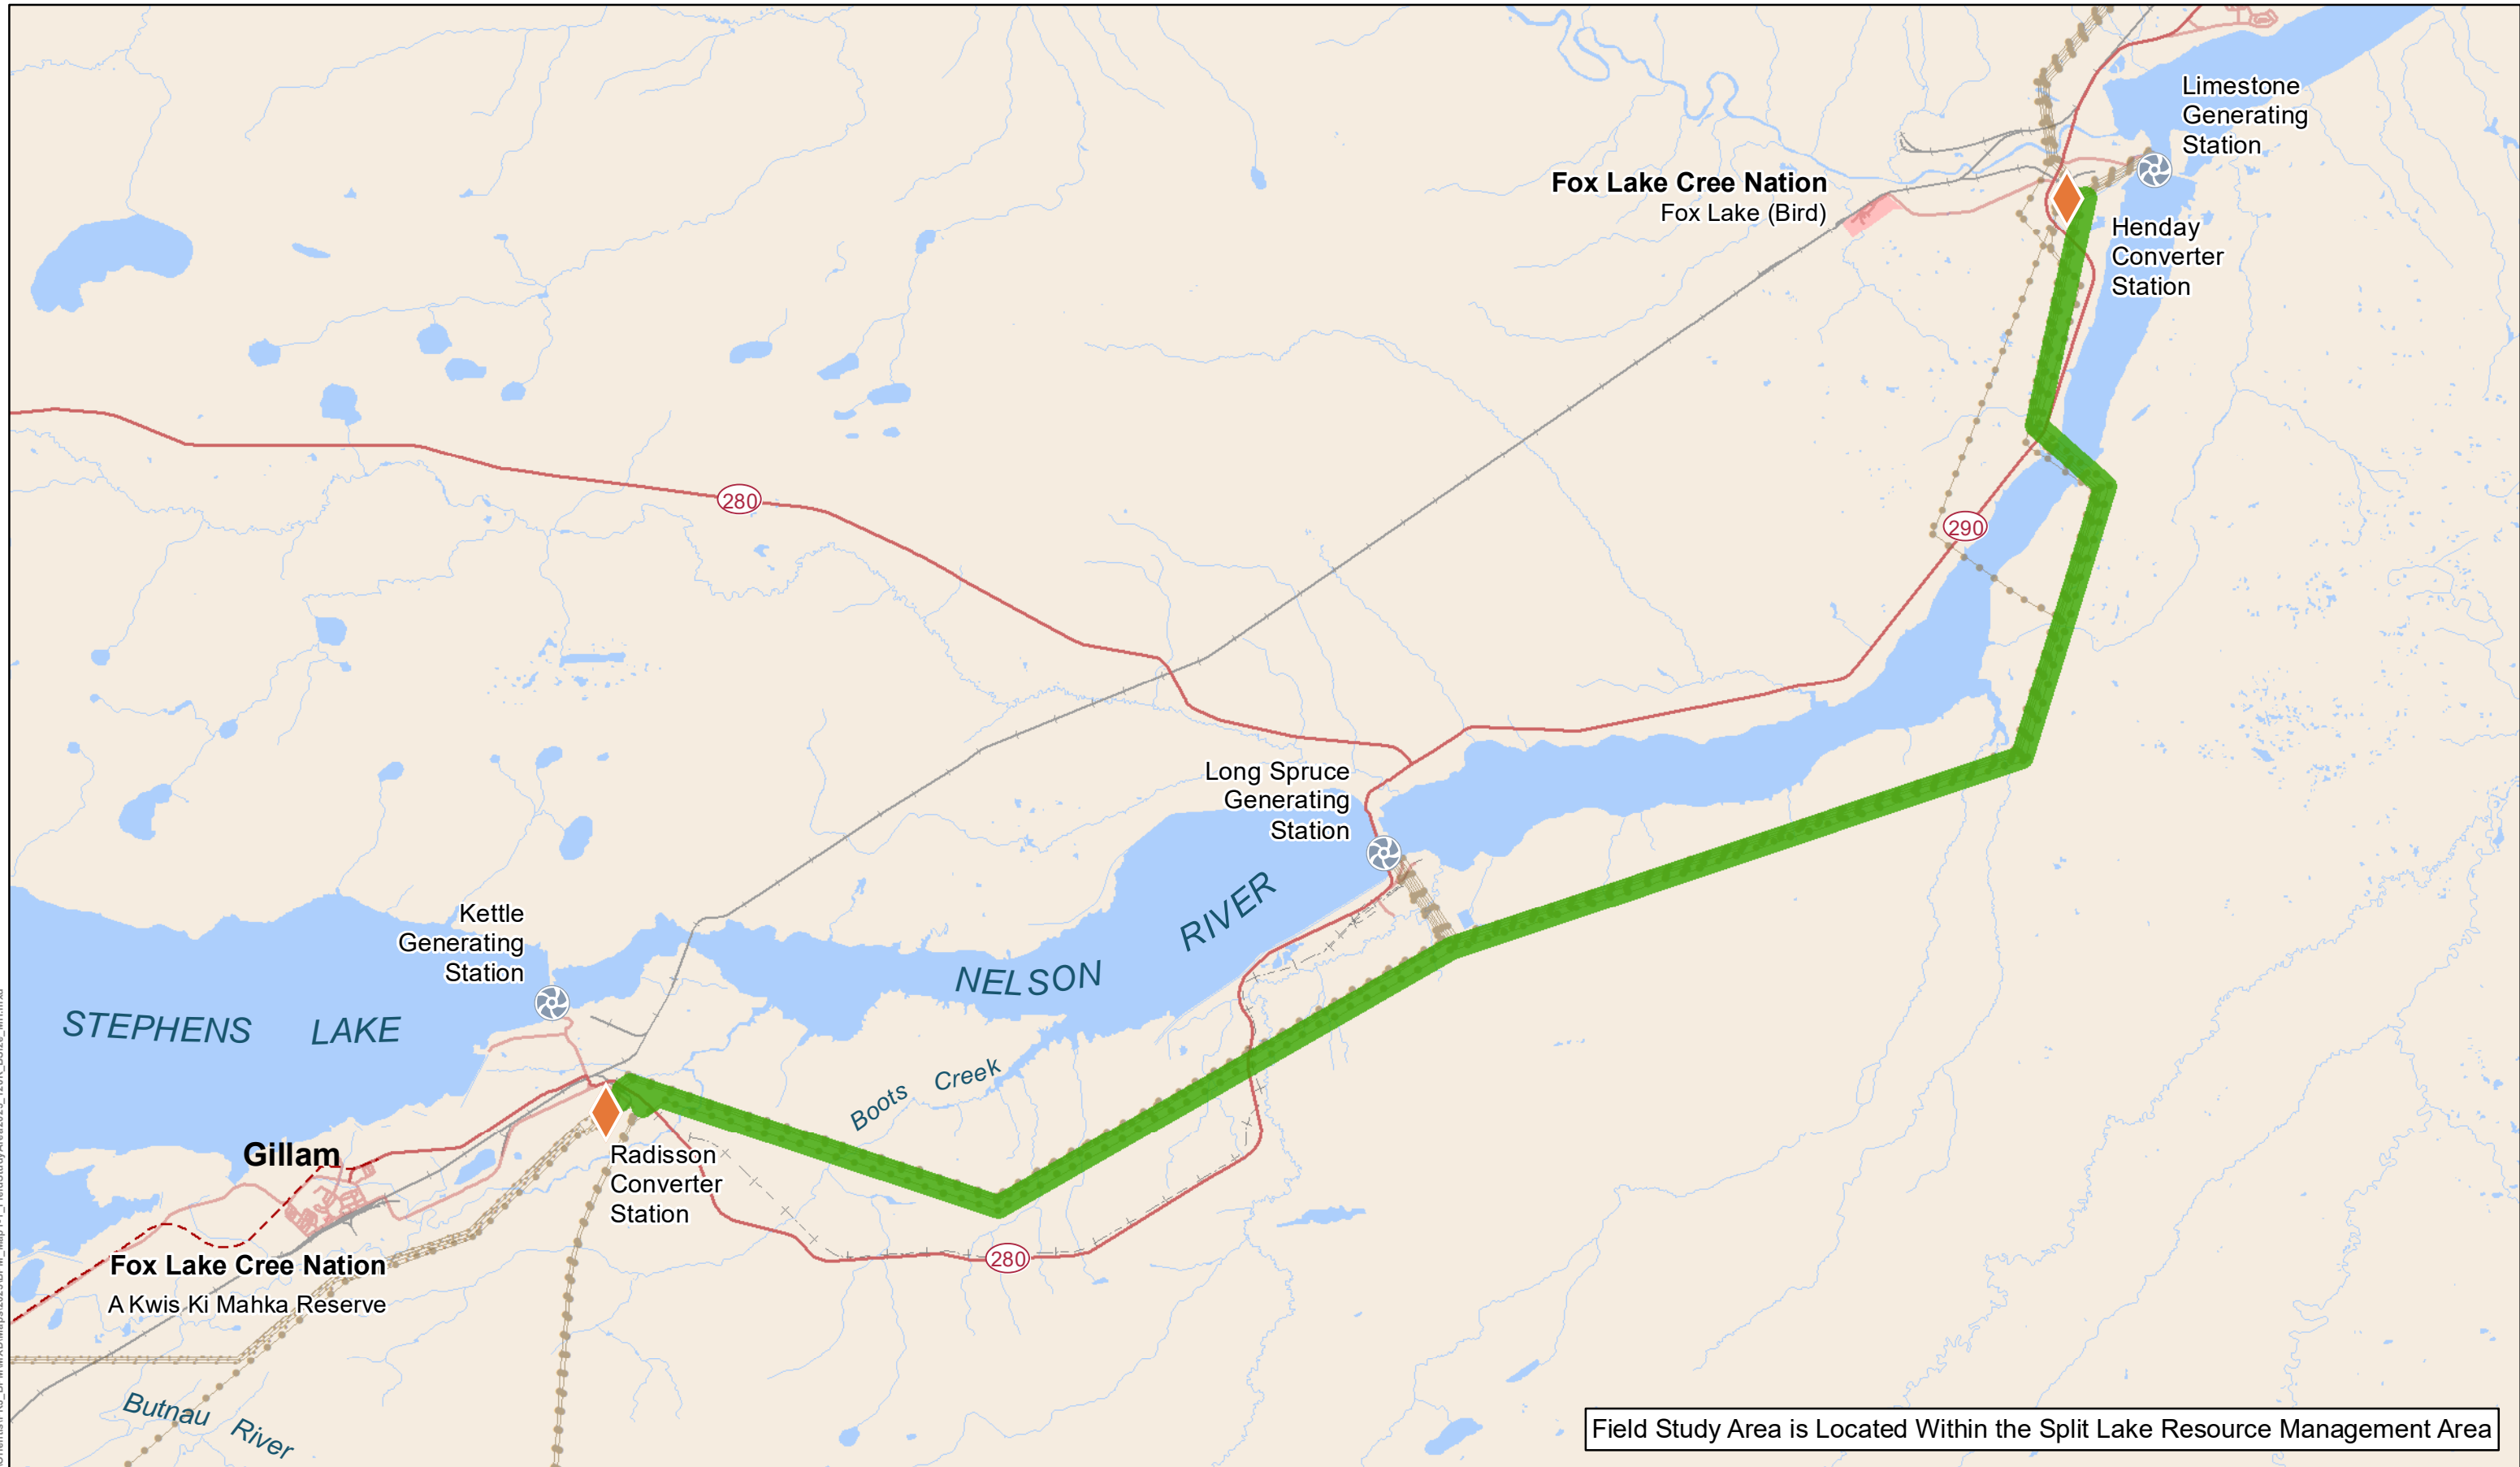 Limestone
Generating
Station
Fox Lake Cree Nation
Fox Lake (Bird)
Henday
Converter
Station
280
290
Long Spruce
Generating
Station
Kettle
Generating
Station
NELSON RIVER
STEPHENS LAKE
Boots Creek
Gillam
Radisson
Converter
Station
280
Fox Lake Cree Nation
A Kwis Ki Mahka Reserve
Butnau River
Field Study Area is Located Within the Split Lake Resource Management Area